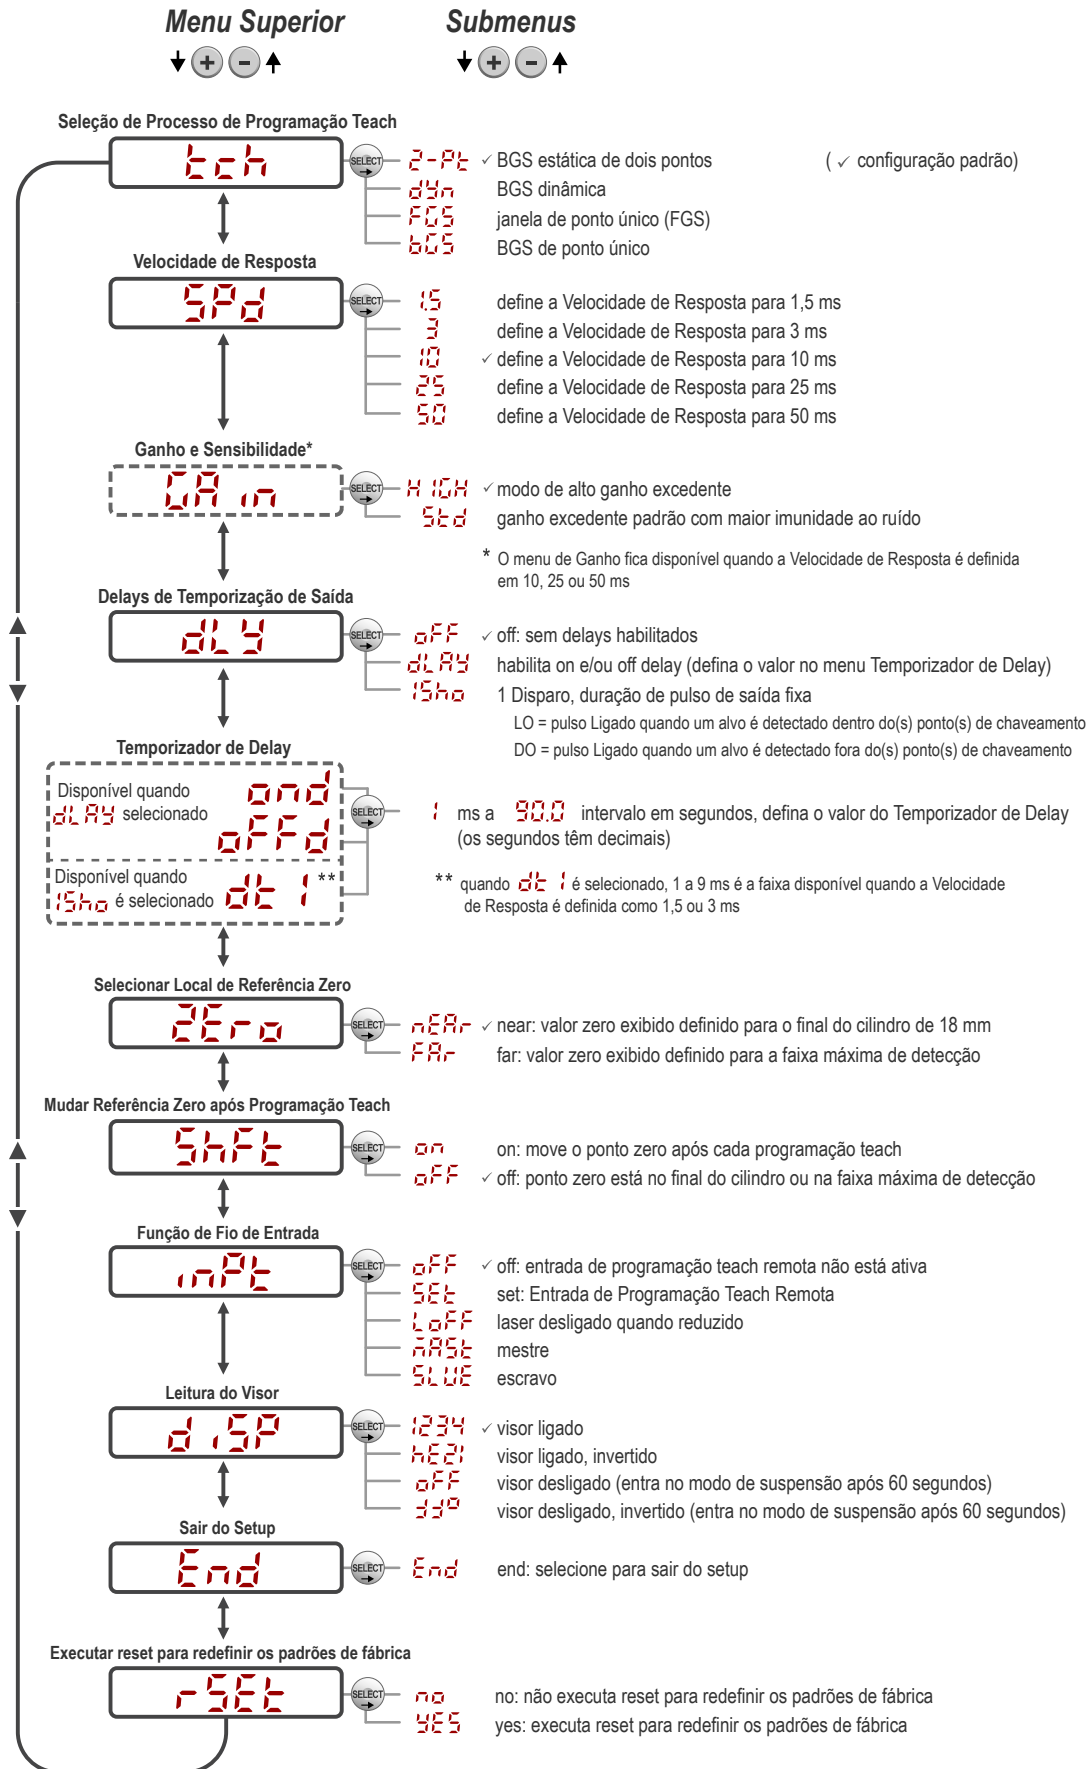 Menu Superior
Submenus
+ -
+ -
Seleção de Processo de Programação Teach
tch
SELECT
2-Pt ✓ BGS estática de dois pontos
( ✓ configuração padrão)
dYn BGS dinâmica
FGS janela de ponto único (FGS)
bGS BGS de ponto único
Velocidade de Resposta
SPd
SELECT
1.5 define a Velocidade de Resposta para 1,5 ms
3 define a Velocidade de Resposta para 3 ms
10 ✓ define a Velocidade de Resposta para 10 ms
25 define a Velocidade de Resposta para 25 ms
50 define a Velocidade de Resposta para 50 ms
Ganho e Sensibilidade*
GAin
SELECT
HIGH ✓ modo de alto ganho excedente
Std ganho excedente padrão com maior imunidade ao ruído
* O menu de Ganho fica disponível quando a Velocidade de Resposta é definida
em 10, 25 ou 50 ms
Delays de Temporização de Saída
dLY
SELECT
oFF ✓ off: sem delays habilitados
dLAY habilita on e/ou off delay (defina o valor no menu Temporizador de Delay)
1Sho 1 Disparo, duração de pulso de saída fixa
LO = pulso Ligado quando um alvo é detectado dentro do(s) ponto(s) de chaveamento
DO = pulso Ligado quando um alvo é detectado fora do(s) ponto(s) de chaveamento
Temporizador de Delay
Disponível quando
dLAY selecionado
ond
oFFd
SELECT
1 ms a 90.0 intervalo em segundos, defina o valor do Temporizador de Delay
(os segundos têm decimais)
Disponível quando
1Sho é selecionado dt 1 **
** quando dt 1 é selecionado, 1 a 9 ms é a faixa disponível quando a Velocidade
de Resposta é definida como 1,5 ou 3 ms
Selecionar Local de Referência Zero
2Ero
SELECT
nEAr ✓ near: valor zero exibido definido para o final do cilindro de 18 mm
FAr far: valor zero exibido definido para a faixa máxima de detecção
Mudar Referência Zero após Programação Teach
ShFt
SELECT
on on: move o ponto zero após cada programação teach
oFF ✓ off: ponto zero está no final do cilindro ou na faixa máxima de detecção
Função de Fio de Entrada
inPt
SELECT
oFF ✓ off: entrada de programação teach remota não está ativa
SEt set: Entrada de Programação Teach Remota
LoFF laser desligado quando reduzido
mASt mestre
SLUE escravo
Leitura do Visor
diSP
SELECT
1234 ✓ visor ligado
hEZI visor ligado, invertido
oFF visor desligado (entra no modo de suspensão após 60 segundos)
visor desligado, invertido (entra no modo de suspensão após 60 segundos)
Sair do Setup
End
SELECT
End end: selecione para sair do setup
Executar reset para redefinir os padrões de fábrica
rSEt
SELECT
no no: não executa reset para redefinir os padrões de fábrica
YES yes: executa reset para redefinir os padrões de fábrica